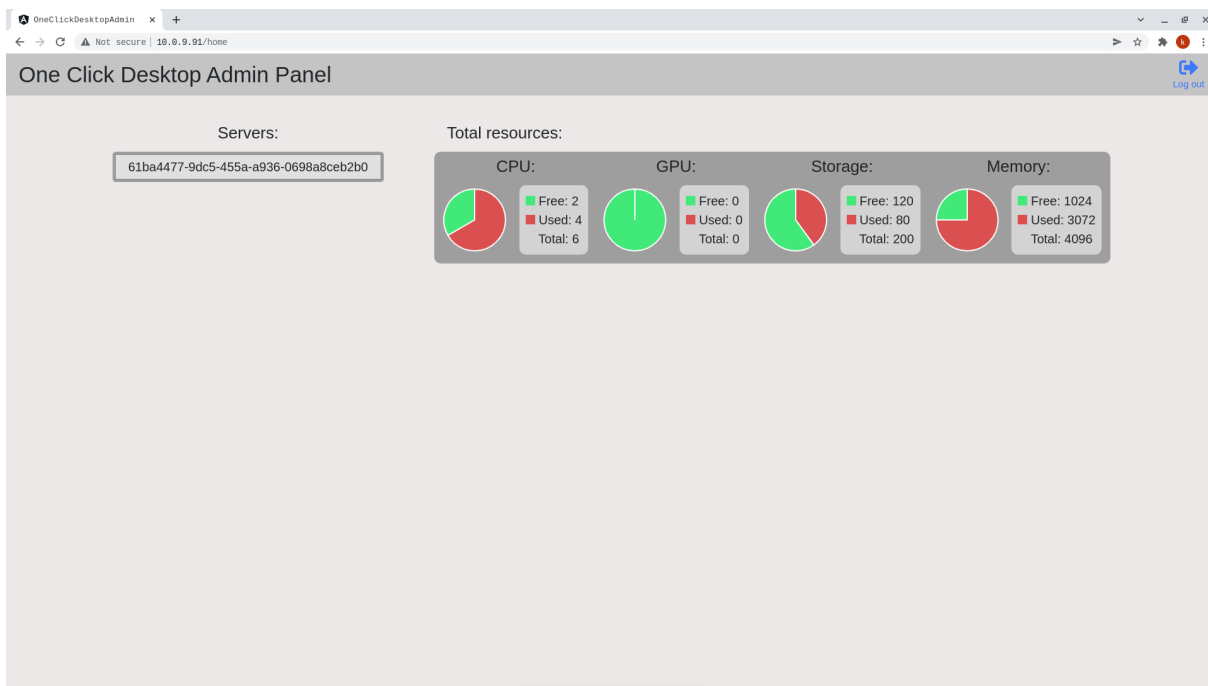 OneClickDesktopAdmin
Not secure | 10.0.9.91/home
k
One Click Desktop Admin Panel
Log out
Servers:
61ba4477-9dc5-455a-a936-0698a8ceb2b0
Total resources:
CPU:
Free: 2
Used: 4
Total: 6
GPU:
Free: 0
Used: 0
Total: 0
Storage:
Free: 120
Used: 80
Total: 200
Memory:
Free: 1024
Used: 3072
Total: 4096